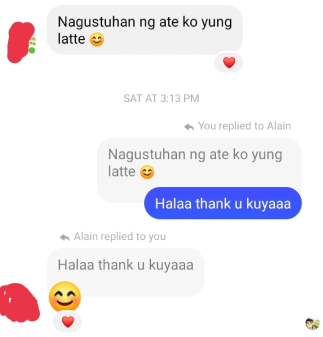 Nagustuhan ng ate ko yung
latte 😊
SAT AT 3:13 PM
You replied to Alain
Nagustuhan ng ate ko yung
latte 😊
Halaa thank u kuyaaa
Alain replied to you
Halaa thank u kuyaaa
😊